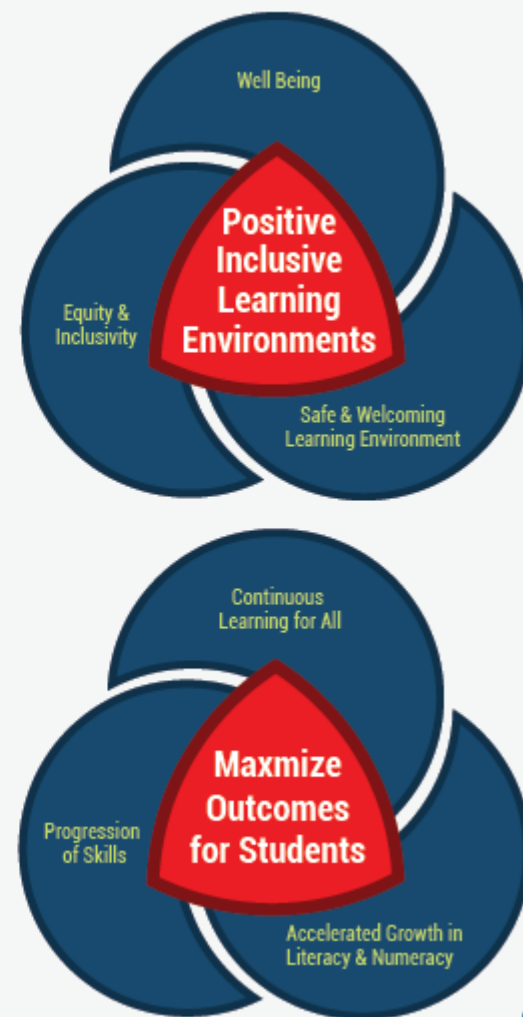 Well Being
Positive
Inclusive
Learning
Environments
Equity &
Inclusivity
Safe & Welcoming
Learning Environment
Continuous
Learning for All
Maxmize
Outcomes
for Students
Progression
of Skills
Accelerated Growth in
Literacy & Numeracy